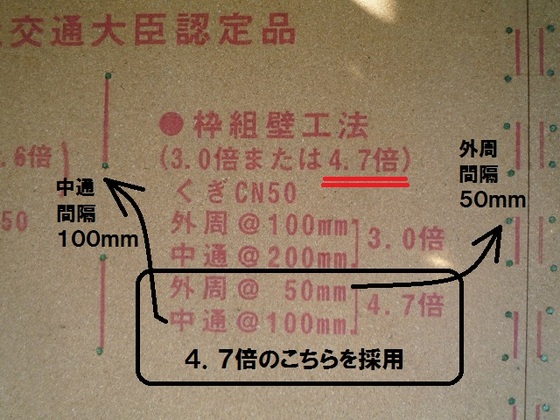 交通大臣認定品
●枠組壁工法
(3.0倍または4.7倍)
くぎCN50
外周@100mm
中通@200mm
3.0倍
外周@ 50mm
中通@100mm
4.7倍
4.7倍のこちらを採用
.6倍)
50
中通
間隔
100mm
外周
間隔
50mm